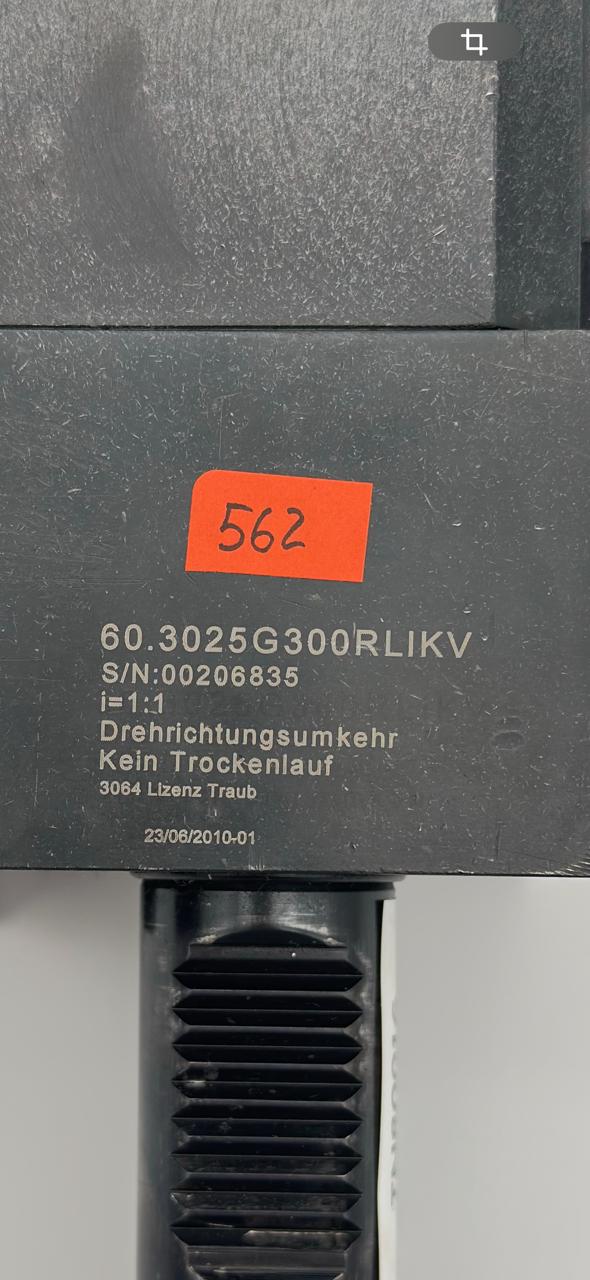 562
60.3025G300RLIKV
S/N:00206835
i=1:1
Drehrichtungsumkehr
Kein Trockenlauf
3064 Lizenz Traub
23/06/2010-01